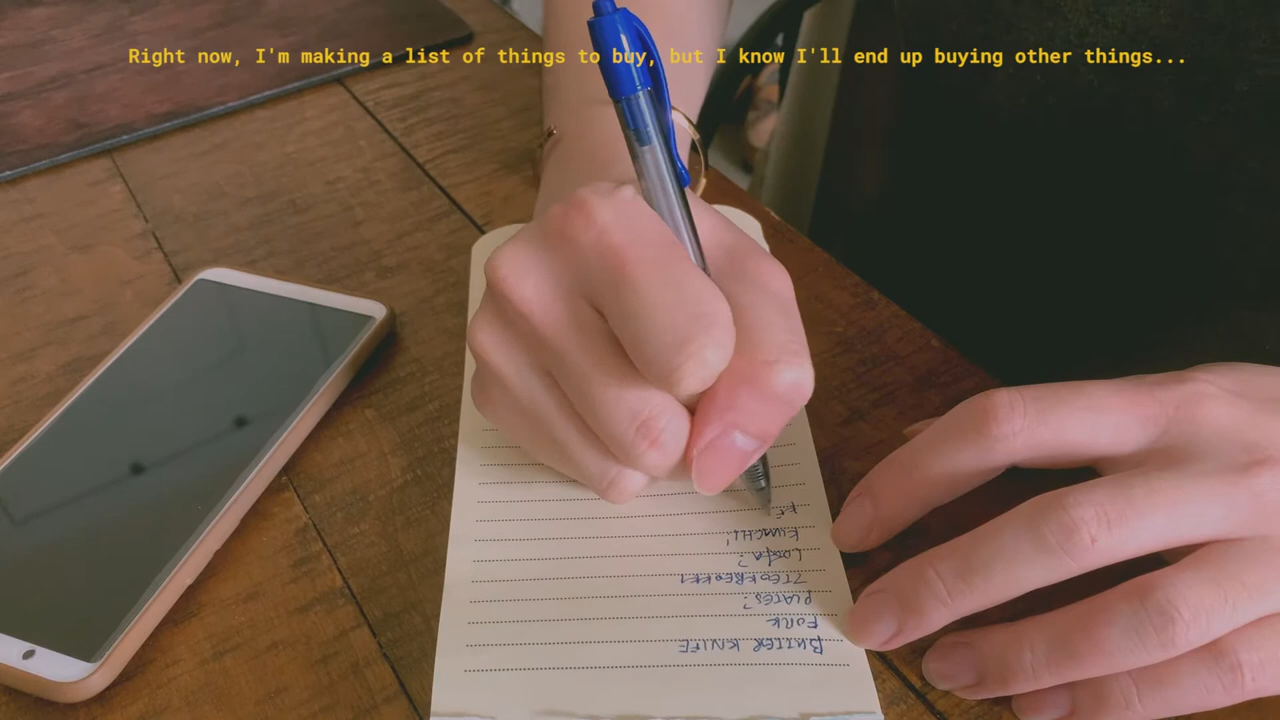 Right now, I'm making a list of things to buy, but I know I'll end up buying other things...
BUTTER KNIFE
FORK
PLATES?
KIMCHI,